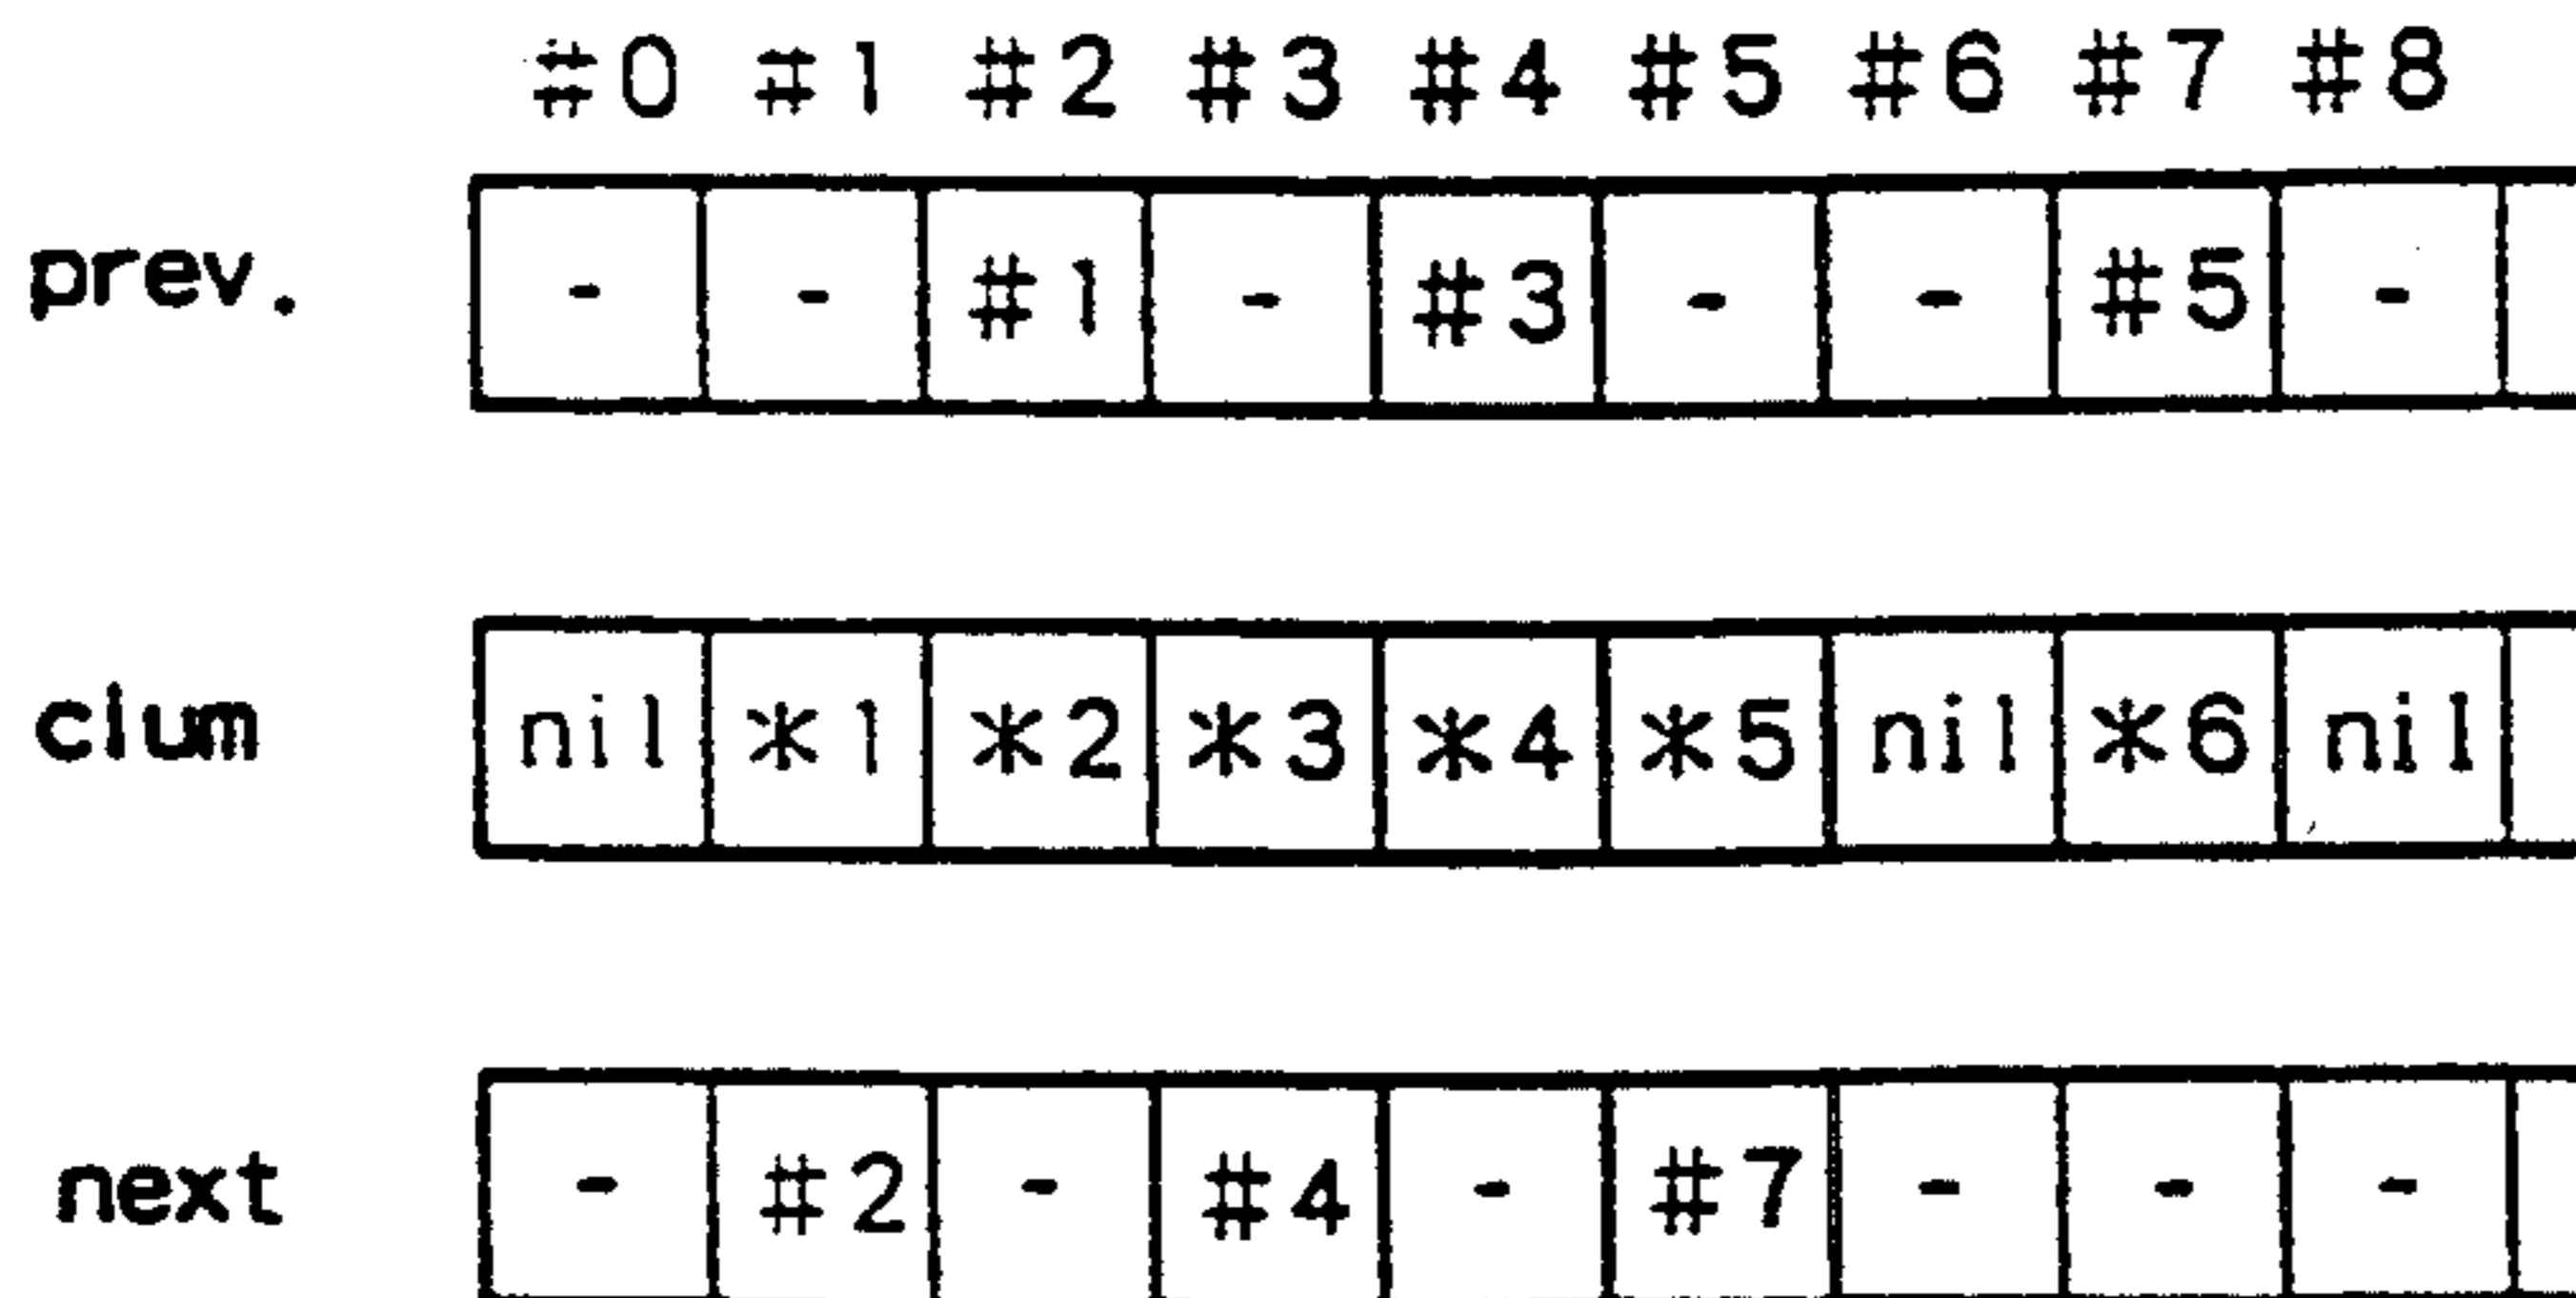 #0 #1 #2 #3 #4 #5 #6 #7 #8
prev. - - #1 - #3 - - #5 -
clum nil *1 *2 *3 *4 *5 nil *6 nil
next - #2 - #4 - #7 - - -